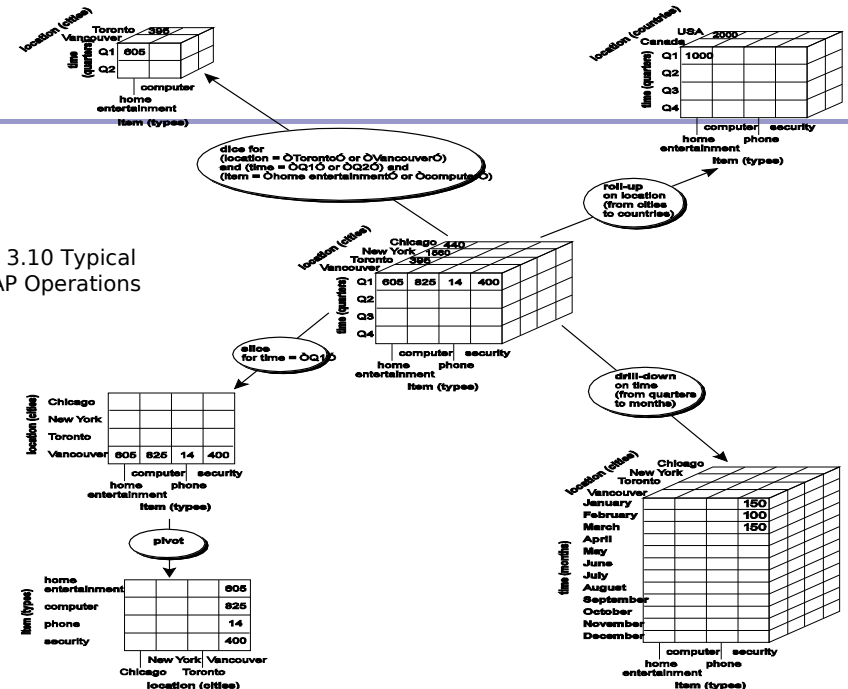 location (cities)
Toronto 395
Vancouver
time (quarters)
Q1 605
Q2
computer
home
entertainment
item (types)
location (countries)
USA 2000
Canada
time (quarters)
Q1 1000
Q2
Q3
Q4
computer security
home phone
entertainment
item (types)
dice for
(location = ÒTorontoÓ or ÒVancouverÓ)
and (time = ÒQ1Ó or ÒQ2Ó) and
(item = Òhome entertainmentÓ or ÒcomputerÓ)
roll-up
on location
(from cities
to countries)
3.10 Typical
AP Operations
location (cities)
Chicago 440
New York 1560
Toronto 395
Vancouver
time (quarters)
Q1 605 825 14 400
Q2
Q3
Q4
computer security
home phone
entertainment
item (types)
slice
for time = ÒQ1Ó
drill-down
on time
(from quarters
to months)
location (cities)
Chicago
New York
Toronto
Vancouver 605 825 14 400
computer security
home phone
entertainment
item (types)
pivot
item (types)
home
entertainment 605
computer 825
phone 14
security 400
New York Vancouver
Chicago Toronto
location (cities)
location (cities)
Chicago
New York
Toronto
Vancouver
time (months)
January 150
February 100
March 150
April
May
June
July
August
September
October
November
December
computer security
home phone
entertainment
item (types)